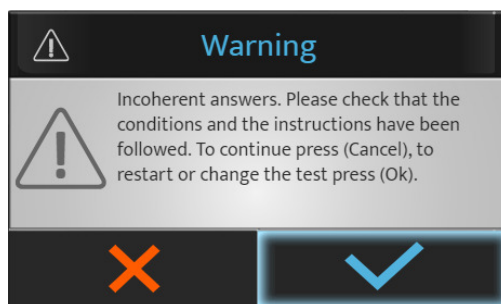 Warning
Incoherent answers. Please check that the
conditions and the instructions have been
followed. To continue press (Cancel), to
restart or change the test press (Ok).